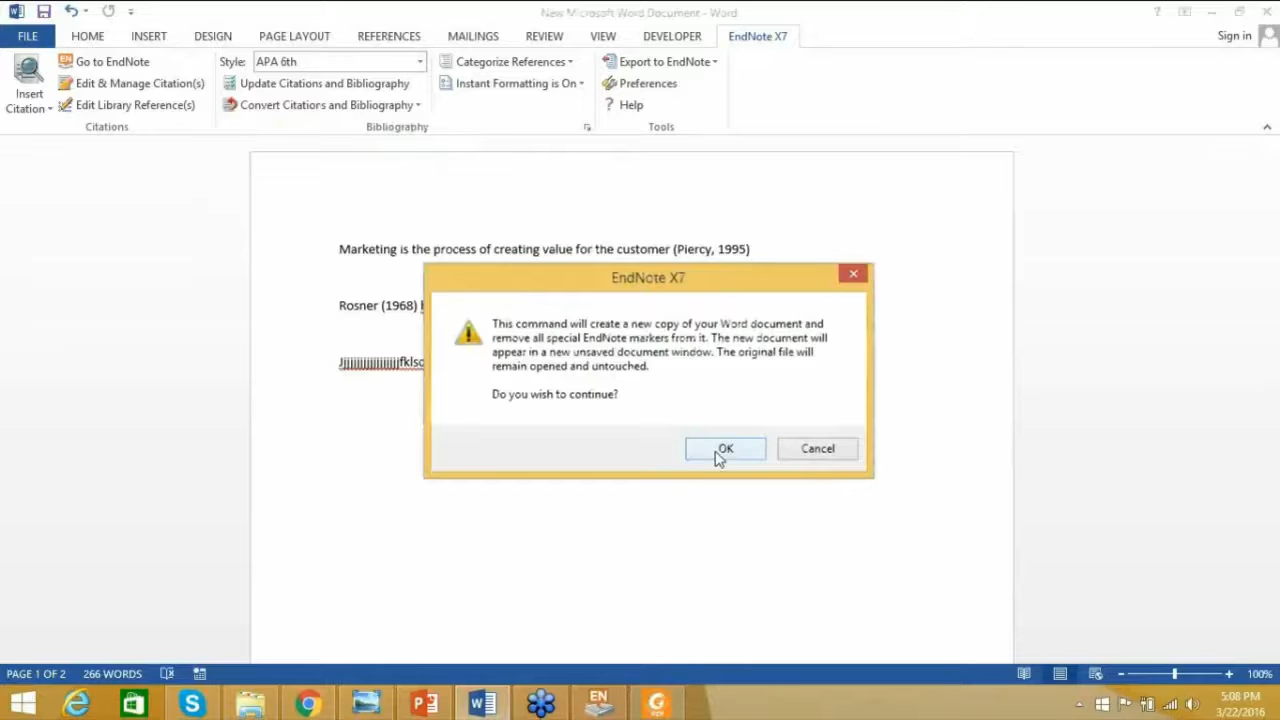 New Microsoft Word Document - Word
FILE HOME INSERT DESIGN PAGE LAYOUT REFERENCES MAILINGS REVIEW VIEW DEVELOPER EndNote X7 Sign in
Insert Citation
Go to EndNote
Edit & Manage Citation(s)
Edit Library Reference(s)
Citations
Style: APA 6th
Update Citations and Bibliography
Convert Citations and Bibliography
Bibliography
Categorize References
Instant Formatting is On
Export to EndNote
Preferences
? Help
Tools
Marketing is the process of creating value for the customer (Piercy, 1995)
Rosner (1968)
EndNote X7
This command will create a new copy of your Word document and
remove all special EndNote markers from it. The new document will
appear in a new unsaved document window. The original file will
remain opened and untouched.
Do you wish to continue?
OK Cancel
PAGE 1 OF 2 266 WORDS 100%
EN
5:08 PM
3/22/2016